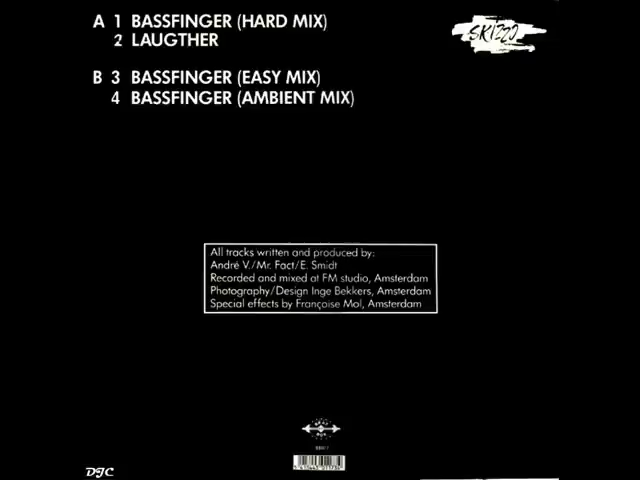 A 1 BASSFINGER (HARD MIX)
2 LAUGTHER
B 3 BASSFINGER (EASY MIX)
4 BASSFINGER (AMBIENT MIX)
SKIZZO
All tracks written and produced by:
André V./Mr. Fact/E. Smidt
Recorded and mixed at FM studio, Amsterdam
Photography/Design Inge Bekkers, Amsterdam
Special effects by Françoise Mol, Amsterdam
DJC